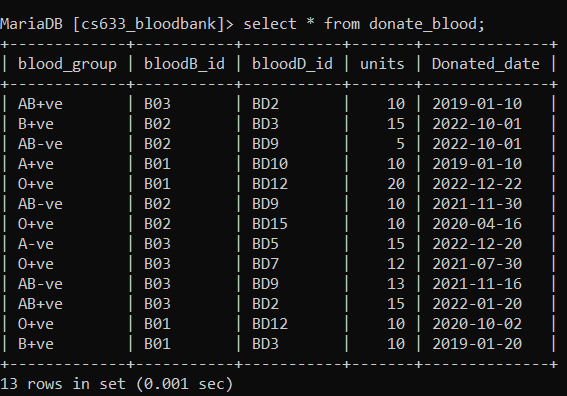 MariaDB [cs633_bloodbank]> select * from donate_blood;
+-------------+----------+----------+-------+--------------+
| blood_group | bloodB_id | bloodD_id | units | Donated_date |
+-------------+----------+----------+-------+--------------+
| AB+ve | B03 | BD2 | 10 | 2019-01-10 |
| B+ve | B02 | BD3 | 15 | 2022-10-01 |
| AB-ve | B02 | BD9 | 5 | 2022-10-01 |
| A+ve | B01 | BD10 | 10 | 2019-01-10 |
| O+ve | B01 | BD12 | 20 | 2022-12-22 |
| AB-ve | B02 | BD9 | 10 | 2021-11-30 |
| O+ve | B02 | BD15 | 10 | 2020-04-16 |
| A-ve | B03 | BD5 | 15 | 2022-12-20 |
| O+ve | B03 | BD7 | 12 | 2021-07-30 |
| AB-ve | B03 | BD9 | 13 | 2021-11-16 |
| AB+ve | B03 | BD2 | 15 | 2022-01-20 |
| O+ve | B01 | BD12 | 10 | 2020-10-02 |
| B+ve | B01 | BD3 | 10 | 2019-01-20 |
+-------------+----------+----------+-------+--------------+
13 rows in set (0.001 sec)